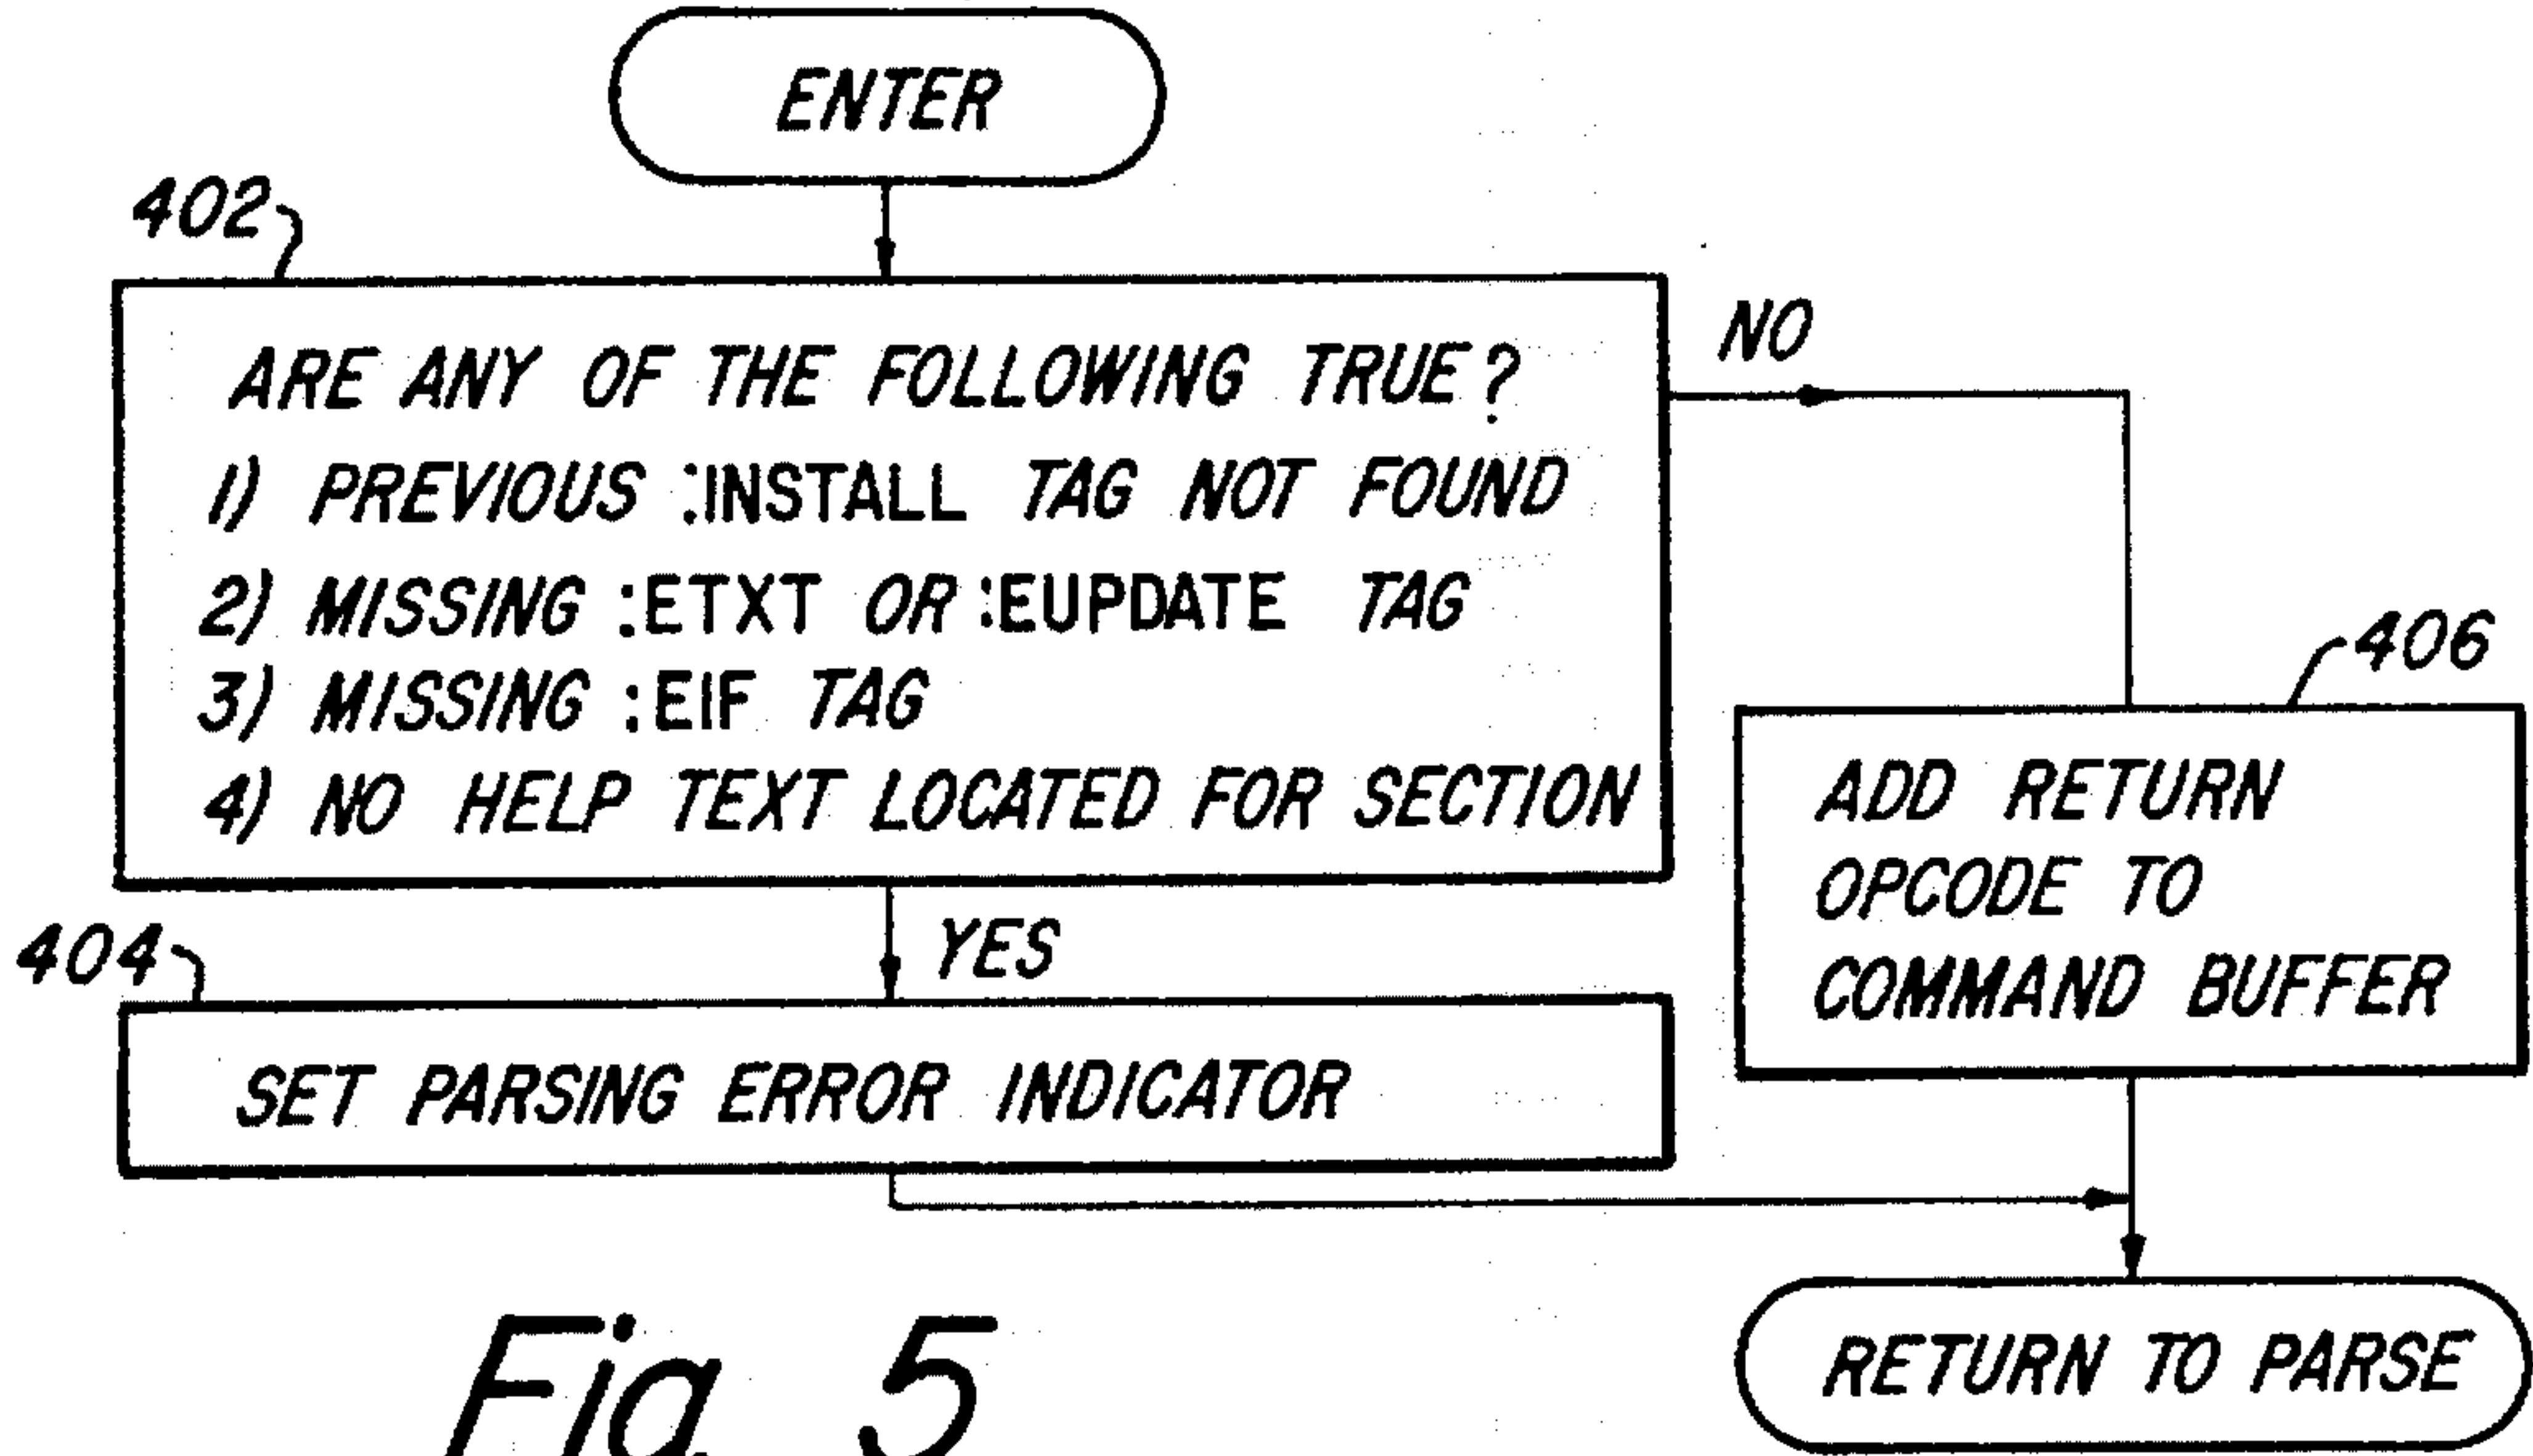 ENTER
402
ARE ANY OF THE FOLLOWING TRUE?
1) PREVIOUS :INSTALL TAG NOT FOUND
2) MISSING :ETXT OR :EUPDATE TAG
3) MISSING :EIF TAG
4) NO HELP TEXT LOCATED FOR SECTION
NO
406
ADD RETURN
OPCODE TO
COMMAND BUFFER
YES
404
SET PARSING ERROR INDICATOR
RETURN TO PARSE
Fig 5